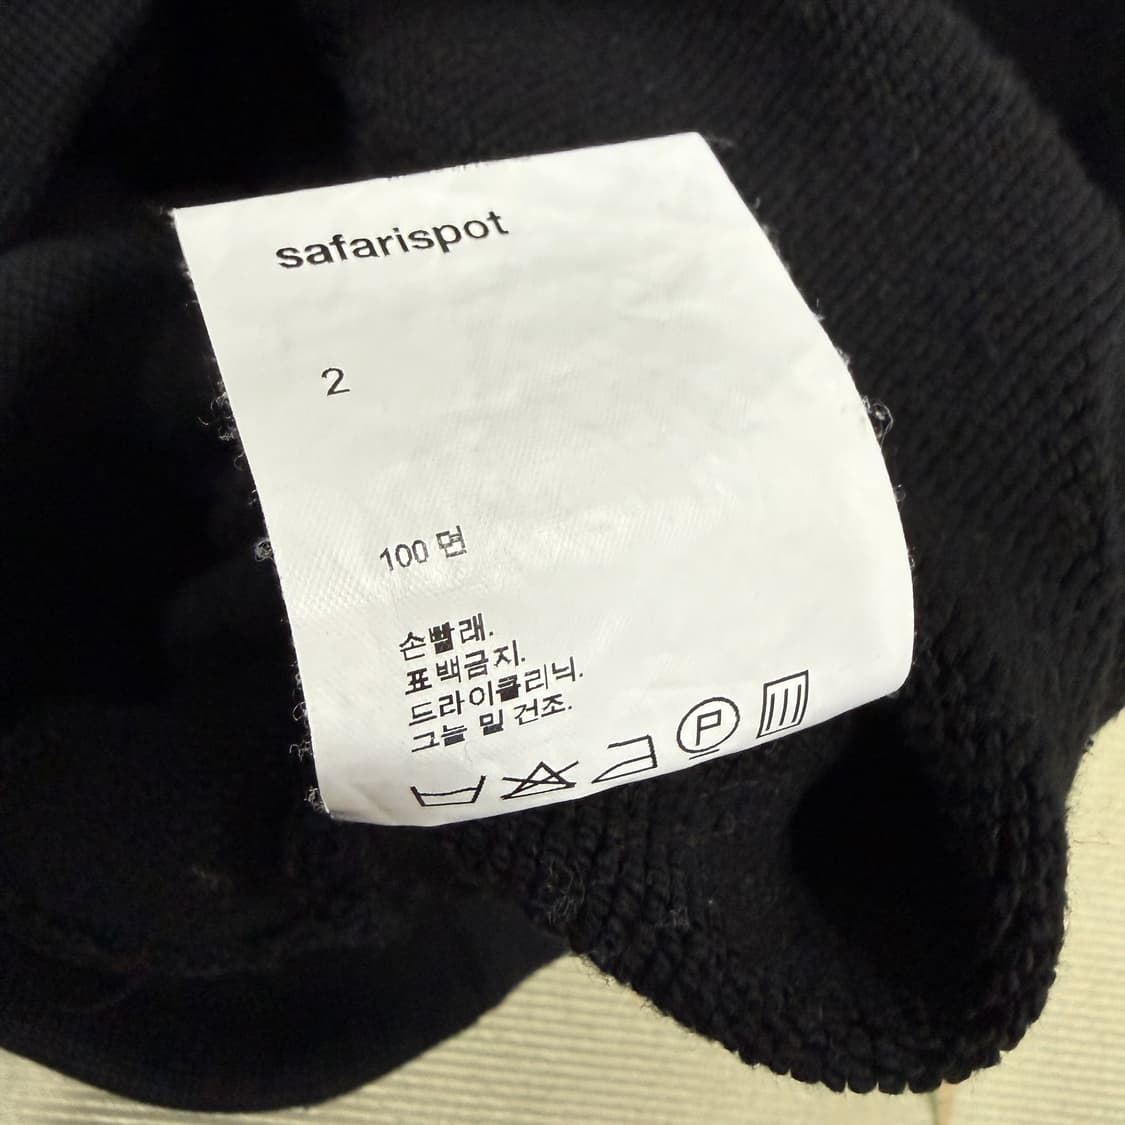 safarispot
2
100 면
손빨래.
표백금지.
드라이클리닉.
그늘 밑 건조.
P